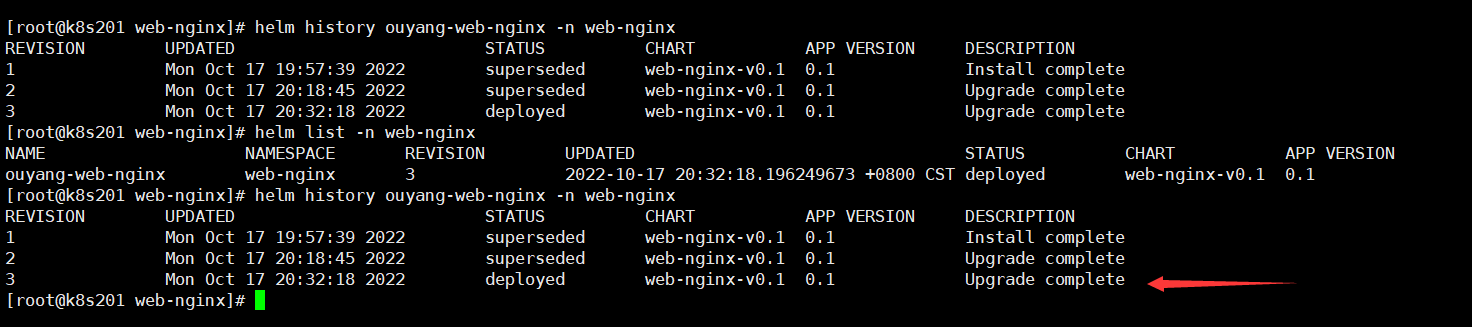 [root@k8s201 web-nginx]# helm history ouyang-web-nginx -n web-nginx
REVISION UPDATED STATUS CHART APP VERSION DESCRIPTION
1 Mon Oct 17 19:57:39 2022 superseded web-nginx-v0.1 0.1 Install complete
2 Mon Oct 17 20:18:45 2022 superseded web-nginx-v0.1 0.1 Upgrade complete
3 Mon Oct 17 20:32:18 2022 deployed web-nginx-v0.1 0.1 Upgrade complete
[root@k8s201 web-nginx]# helm list -n web-nginx
NAME NAMESPACE REVISION UPDATED STATUS CHART APP VERSION
ouyang-web-nginx web-nginx 3 2022-10-17 20:32:18.196249673 +0800 CST deployed web-nginx-v0.1 0.1
[root@k8s201 web-nginx]# helm history ouyang-web-nginx -n web-nginx
REVISION UPDATED STATUS CHART APP VERSION DESCRIPTION
1 Mon Oct 17 19:57:39 2022 superseded web-nginx-v0.1 0.1 Install complete
2 Mon Oct 17 20:18:45 2022 superseded web-nginx-v0.1 0.1 Upgrade complete
3 Mon Oct 17 20:32:18 2022 deployed web-nginx-v0.1 0.1 Upgrade complete
[root@k8s201 web-nginx]#